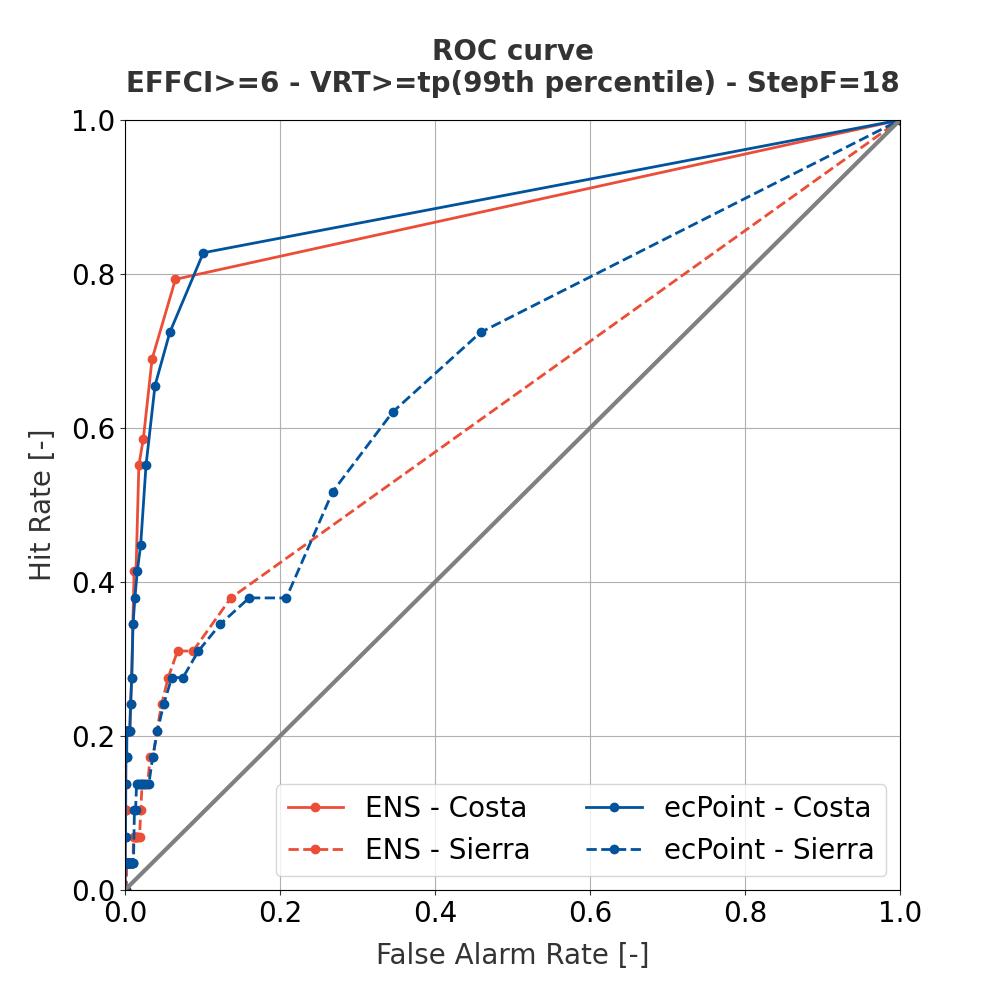 ROC curve
EFFCI>=6 - VRT>=tp(99th percentile) - StepF=18
1.0
0.8
0.6
0.4
0.2
0.0
Hit Rate [-]
ENS - Costa
ENS - Sierra
ecPoint - Costa
ecPoint - Sierra
0.0 0.2 0.4 0.6 0.8 1.0
False Alarm Rate [-]